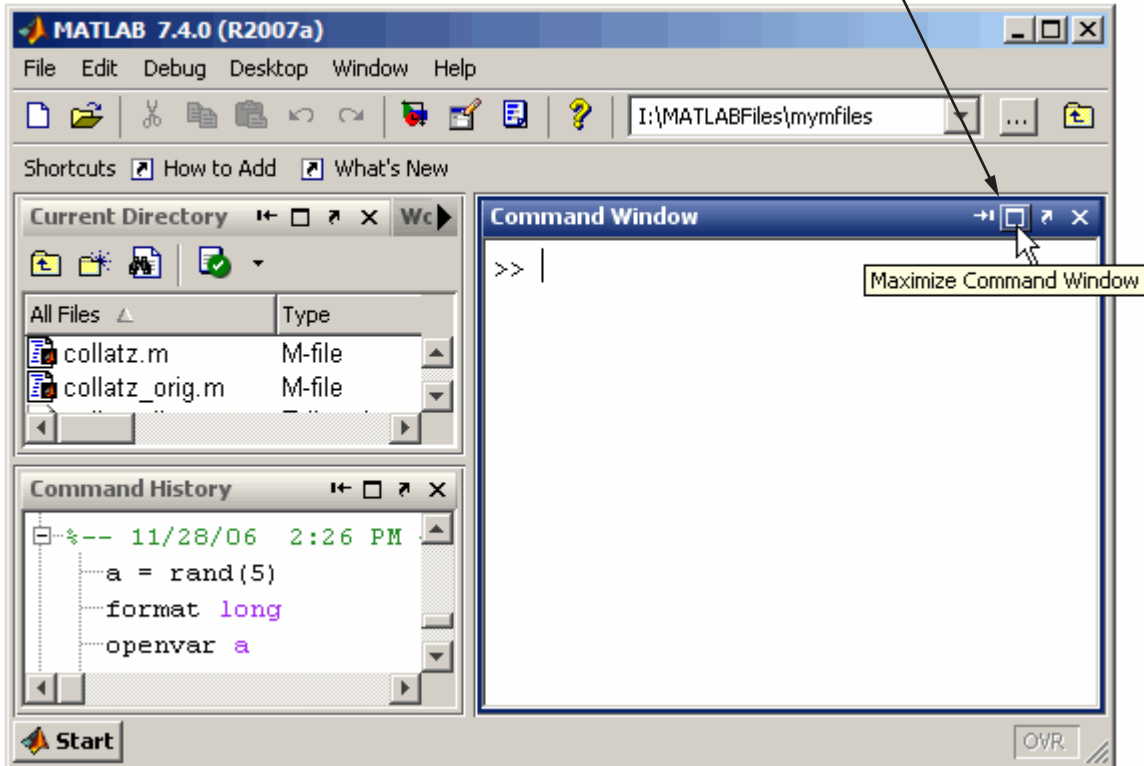 MATLAB 7.4.0 (R2007a)
File Edit Debug Desktop Window Help
I:\MATLABFiles\mymfiles
...
Shortcuts How to Add What's New
Current Directory
Command Window
>>
Maximize Command Window
All Files Type
collatz.m M-file
collatz_orig.m M-file
Command History
%-- 11/28/06 2:26 PM
a = rand(5)
format long
openvar a
Start
OVR